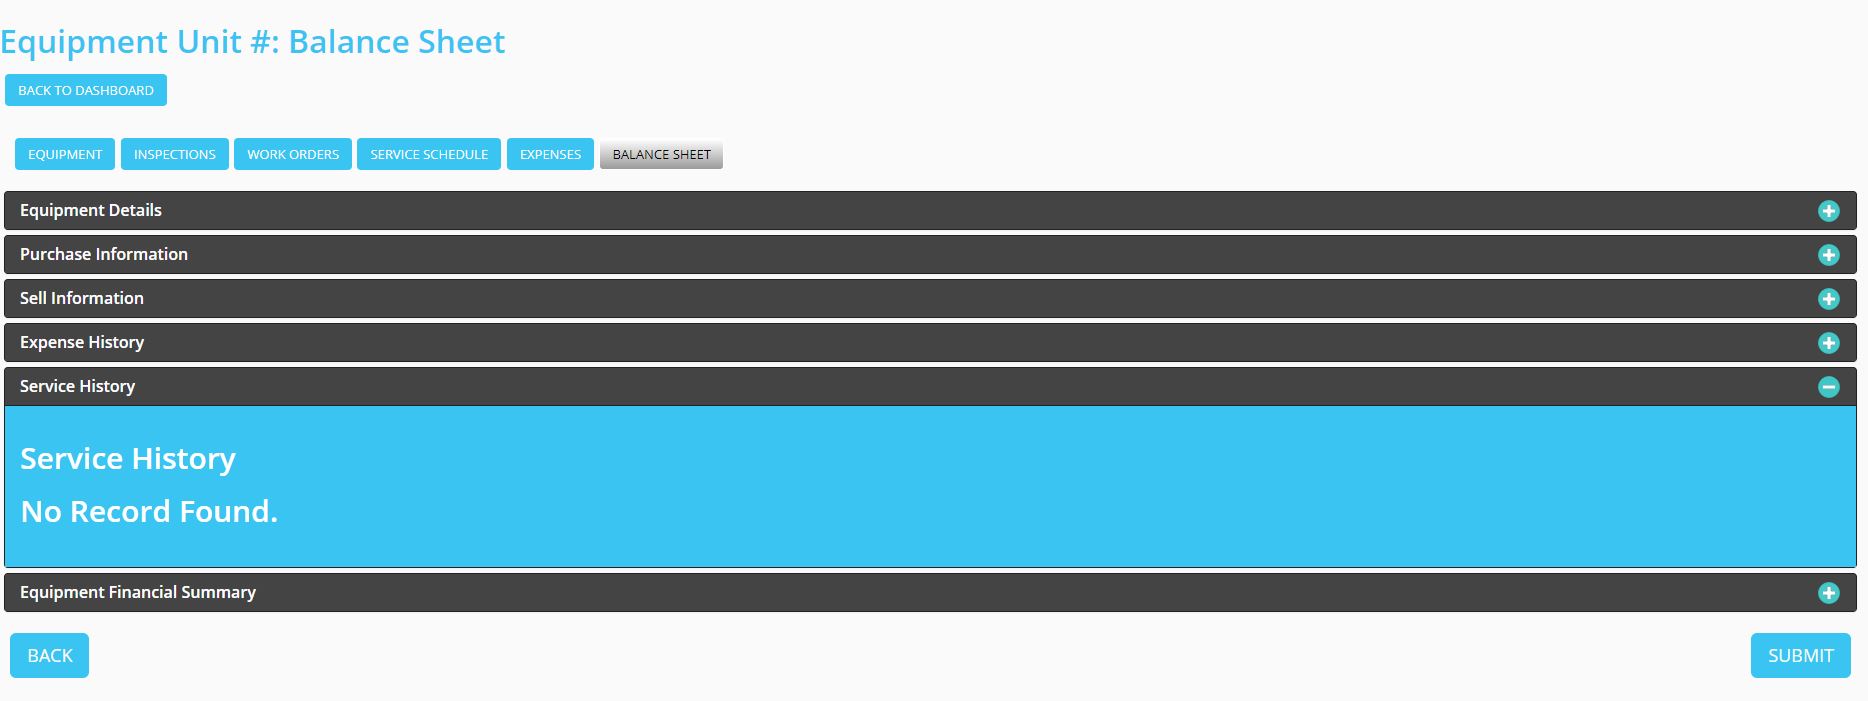 Equipment Unit #: Balance Sheet
BACK TO DASHBOARD
EQUIPMENT INSPECTIONS WORK ORDERS SERVICE SCHEDULE EXPENSES BALANCE SHEET
Equipment Details
Purchase Information
Sell Information
Expense History
Service History
Service History
No Record Found.
Equipment Financial Summary
BACK SUBMIT